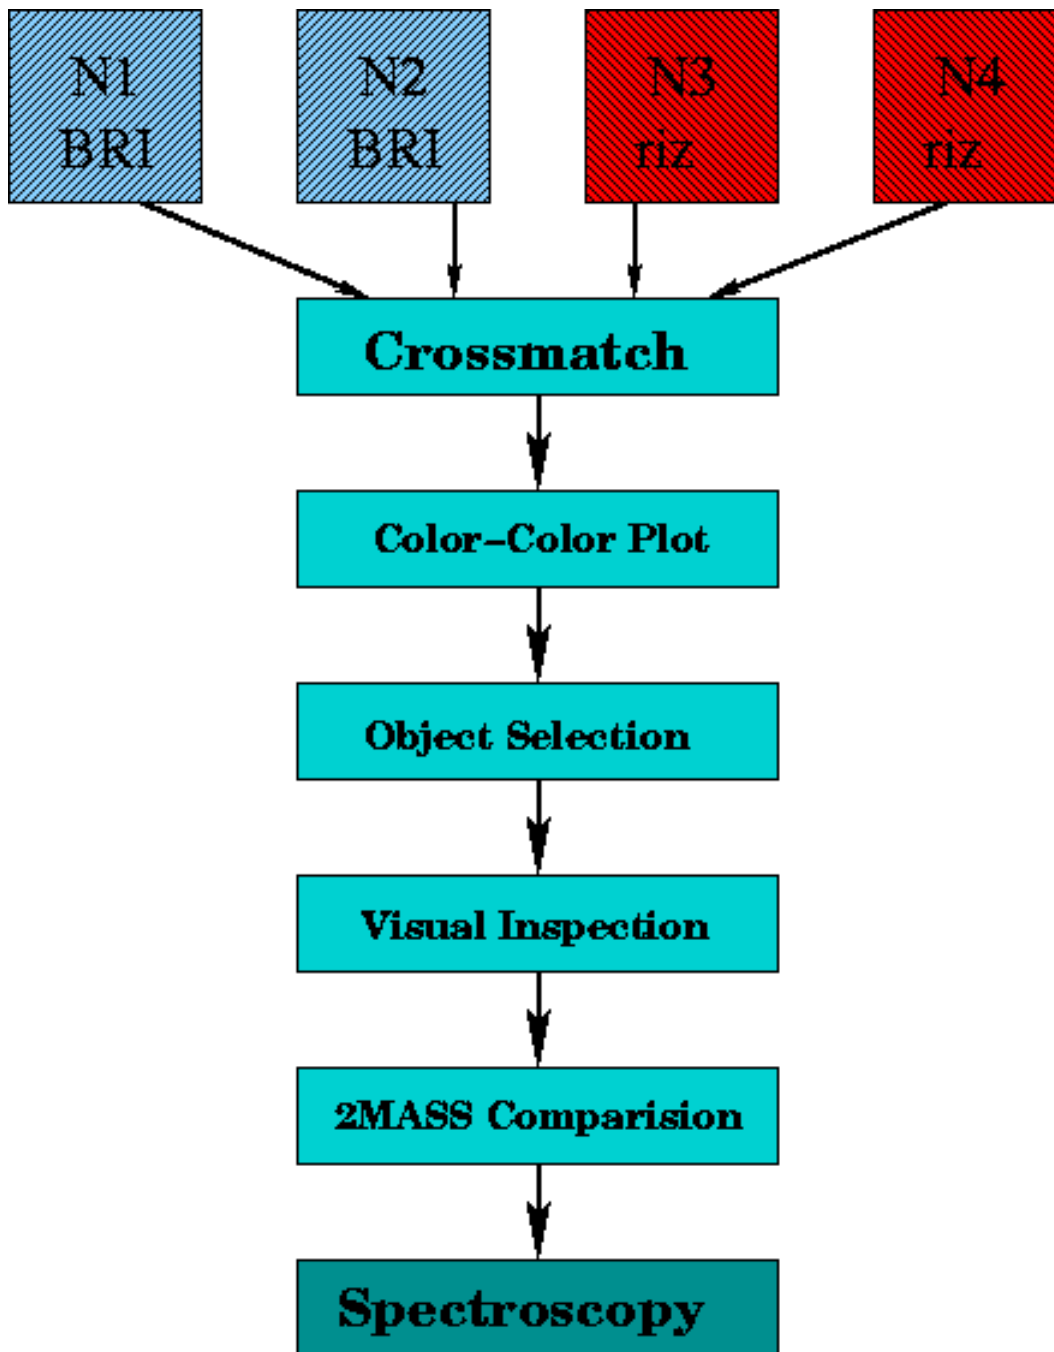 N1
BRI
N2
BRI
N3
riz
N4
riz
Crossmatch
Color-Color Plot
Object Selection
Visual Inspection
2MASS Comparision
Spectroscopy